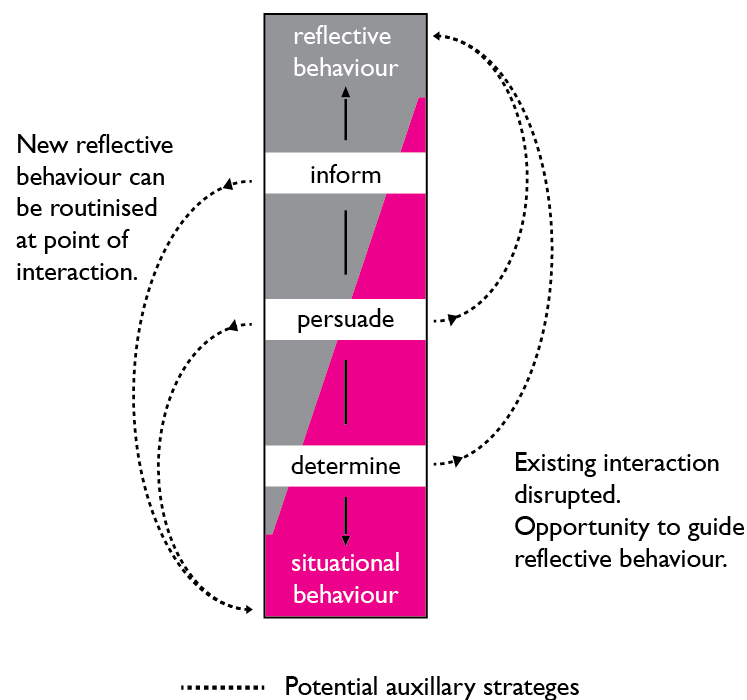 reflective
behaviour
New reflective
behaviour can
be routinised
at point of
interaction.
inform
persuade
determine
Existing interaction
disrupted.
Opportunity to guide
reflective behaviour.
situational
behaviour
Potential auxillary strateges